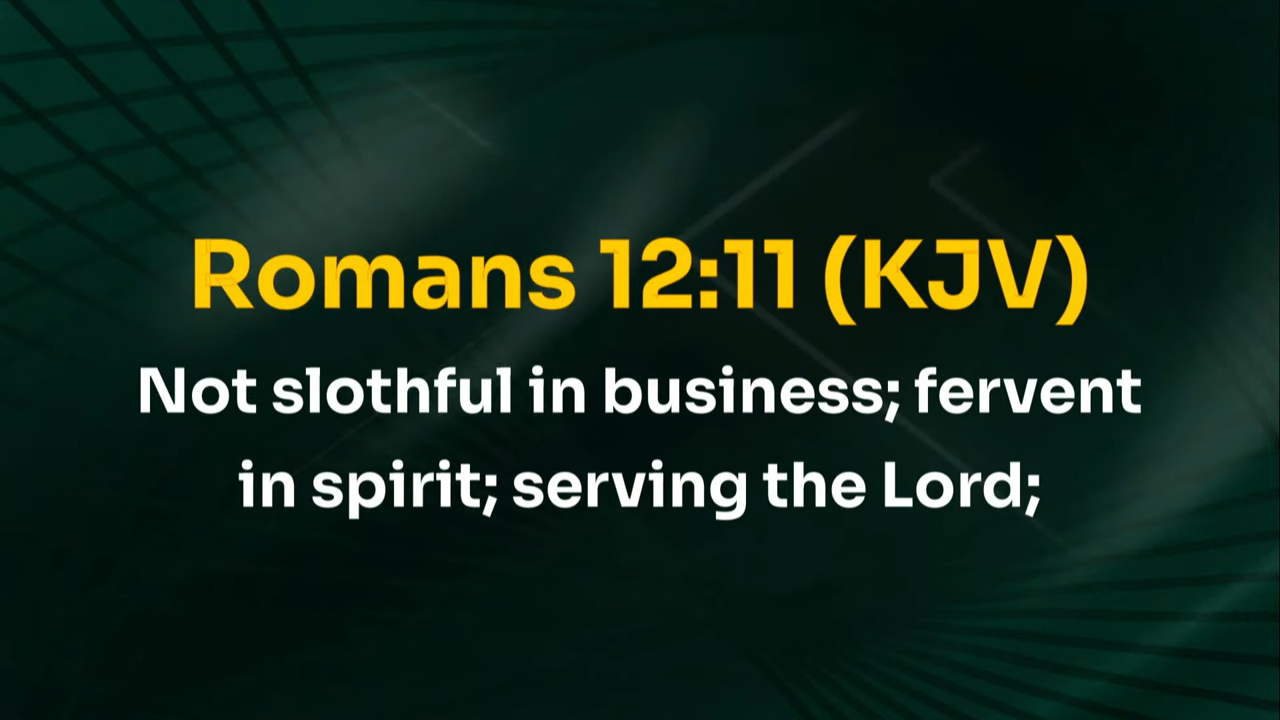 Romans 12:11 (KJV)
Not slothful in business; fervent
in spirit; serving the Lord;